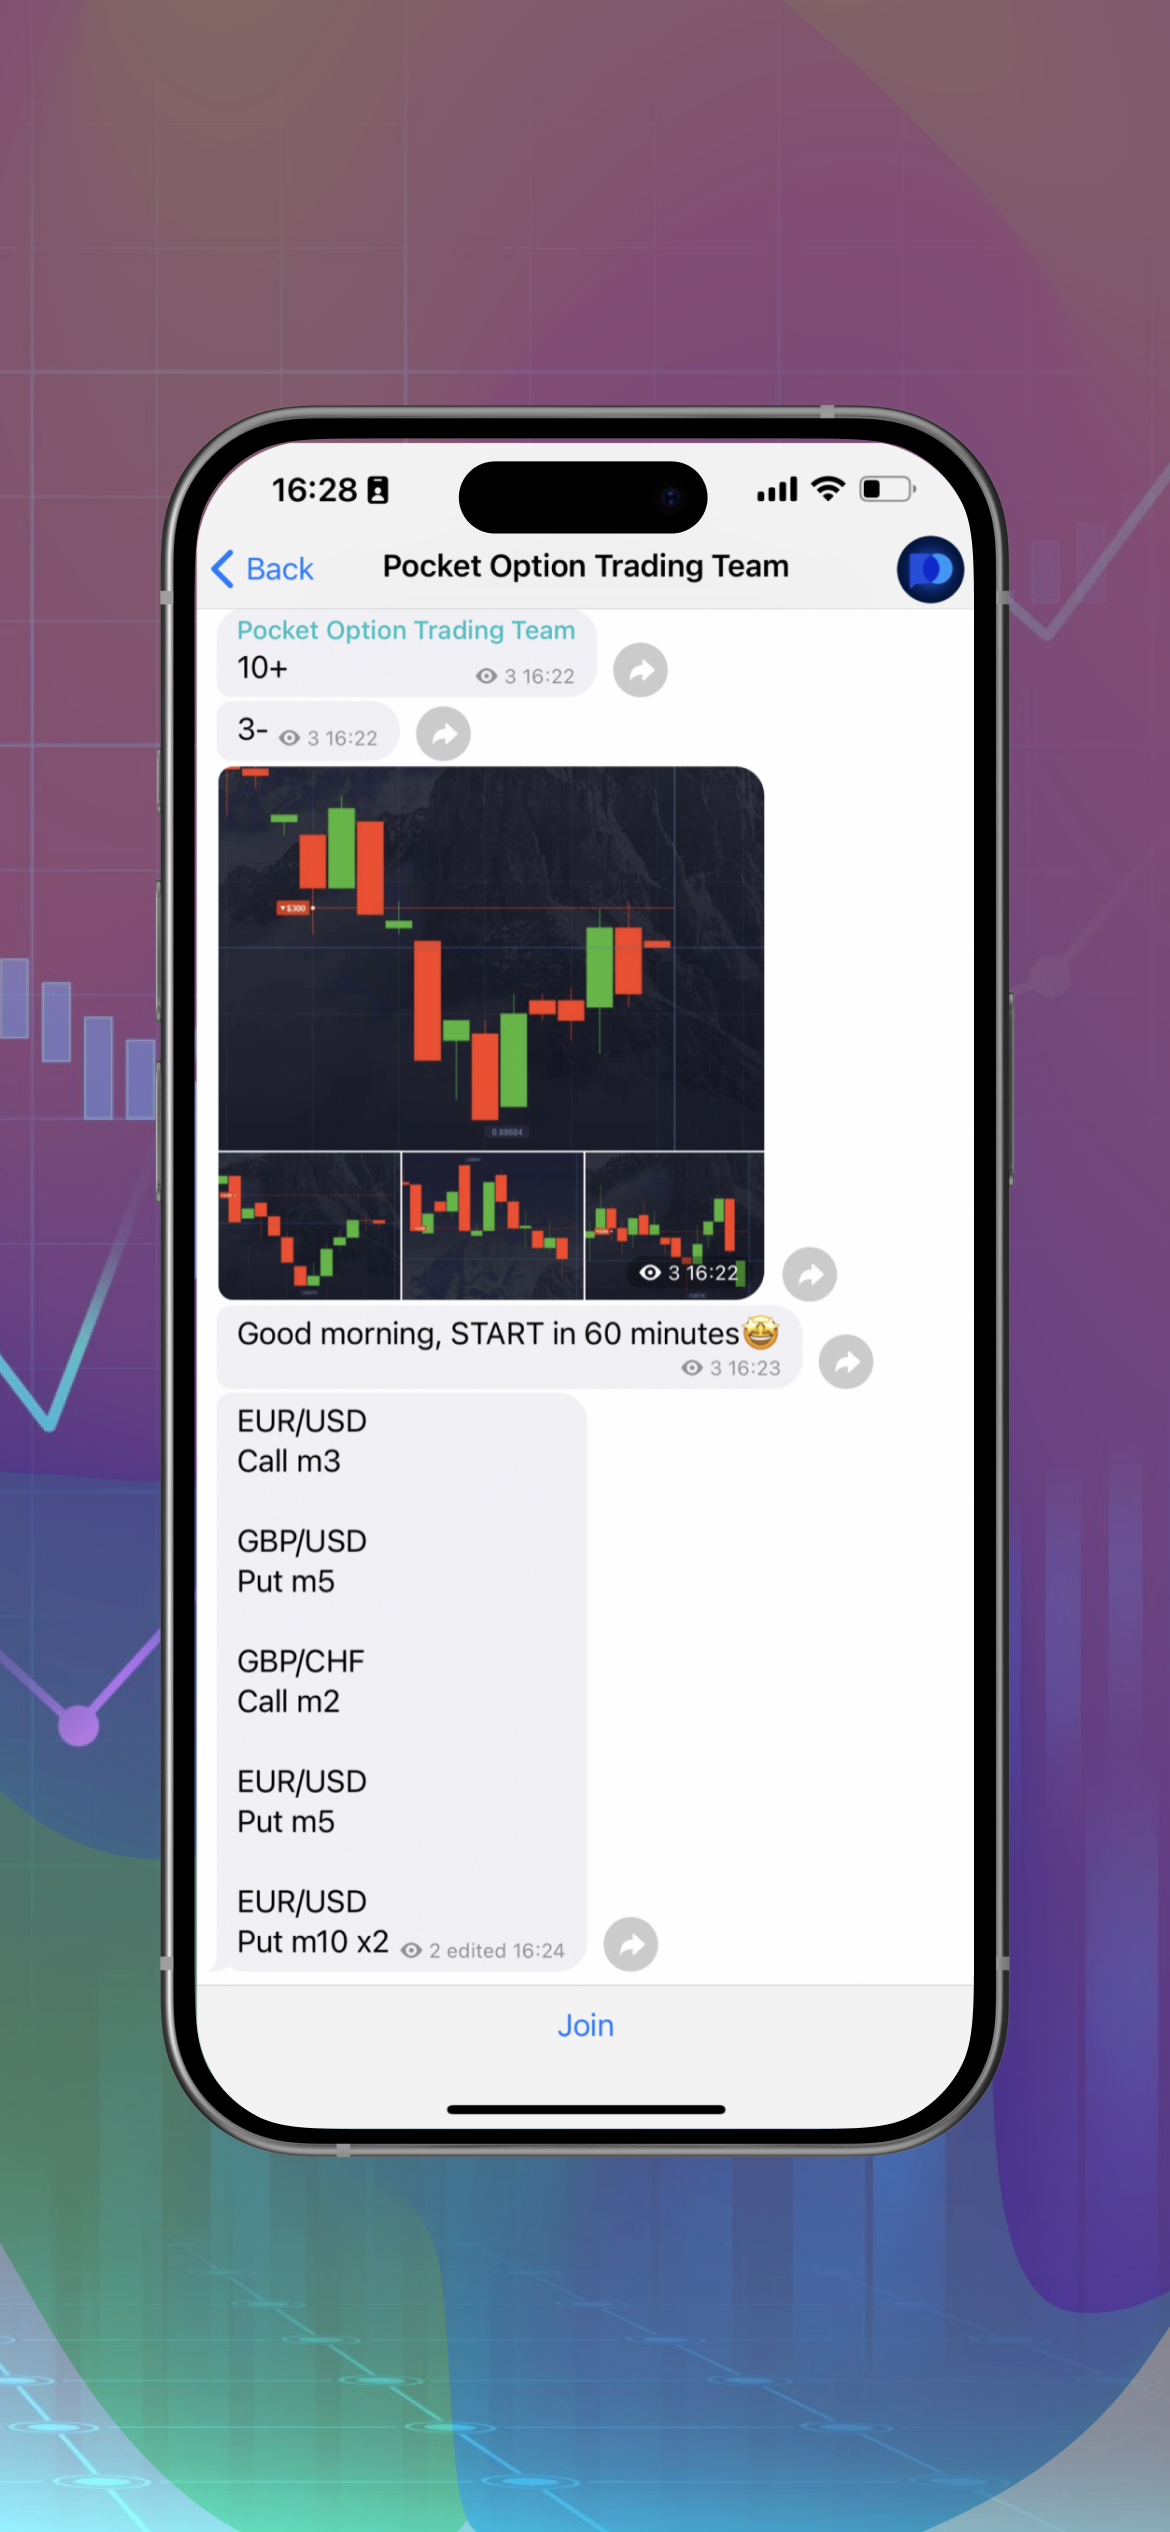 16:28
Back
Pocket Option Trading Team
Pocket Option Trading Team
10+
3 16:22
3-
3 16:22
▼$300
0.88684
3 16:22
Good morning, START in 60 minutes🤩
3 16:23
EUR/USD
Call m3
GBP/USD
Put m5
GBP/CHF
Call m2
EUR/USD
Put m5
EUR/USD
Put m10 x2
2 edited 16:24
Join